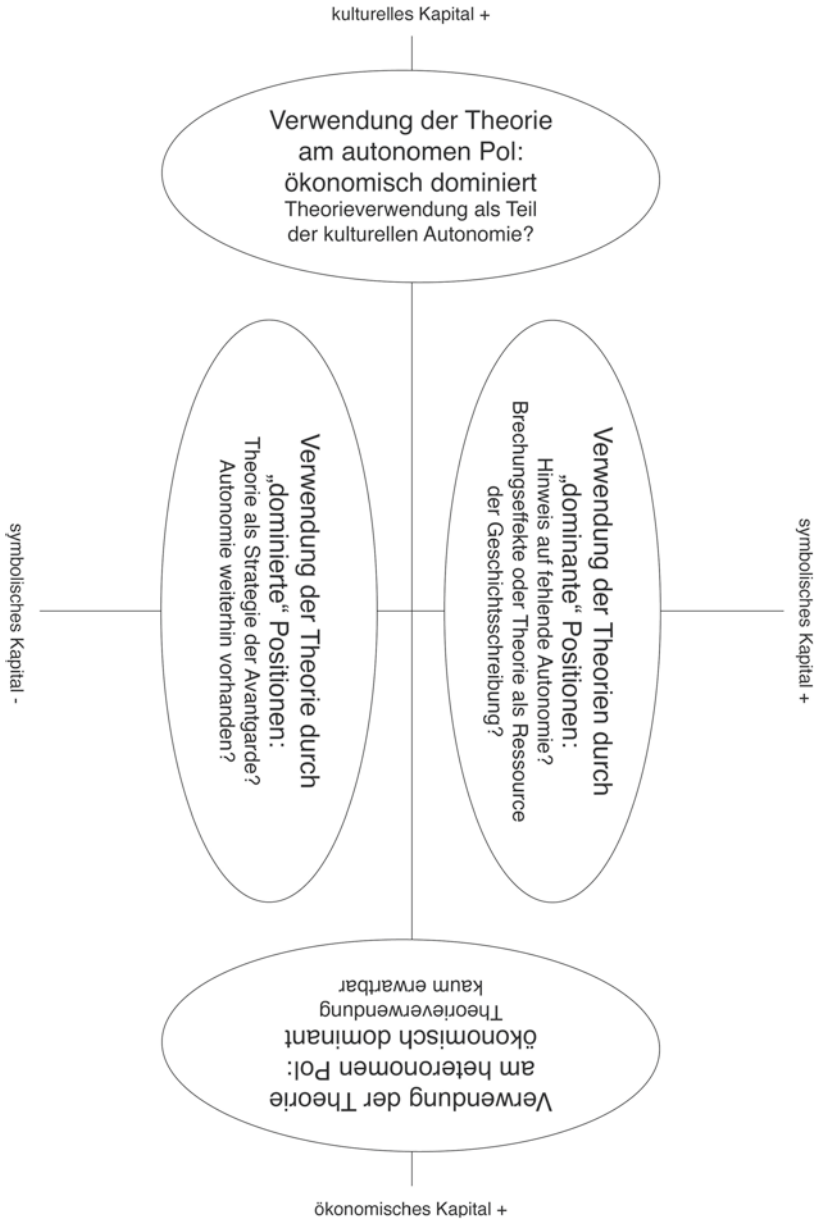 kulturelles Kapital +
Verwendung der Theorie
am autonomen Pol:
ökonomisch dominiert
Theorieverwendung als Teil
der kulturellen Autonomie?
symbolisches Kapital -
Verwendung der Theorie durch
„dominierte“ Positionen:
Theorie als Strategie der Avantgarde?
Autonomie weiterhin vorhanden?
Verwendung der Theorien durch
„dominante“ Positionen:
Hinweis auf fehlende Autonomie?
Brechungseffekte oder Theorie als Ressource
der Geschichtsschreibung?
symbolisches Kapital +
Verwendung der Theorie
am heteronomen Pol:
ökonomisch dominant
Theorieverwendung
kaum erwartbar
ökonomisches Kapital +